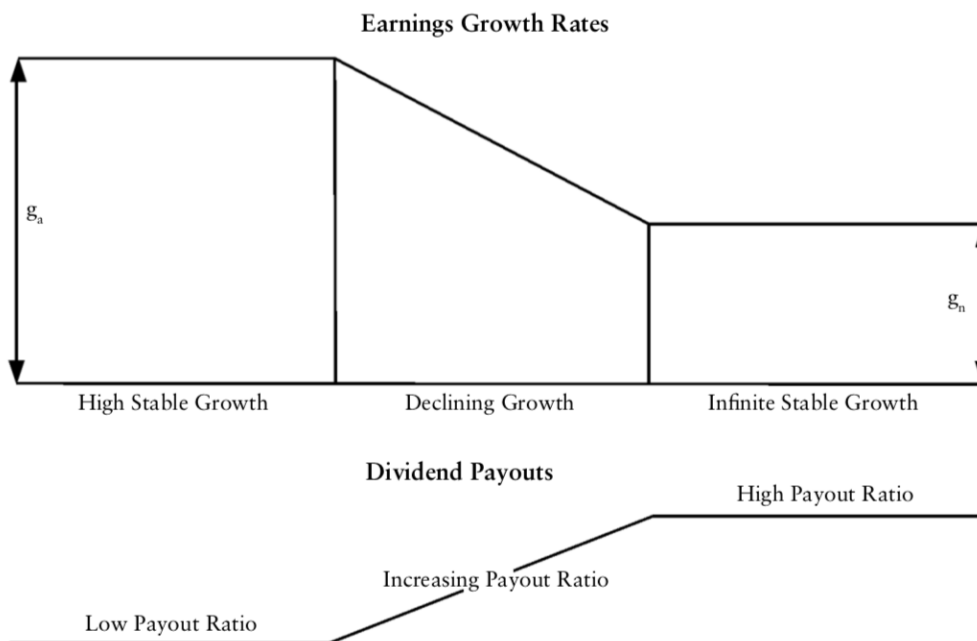 Earnings Growth Rates
gₐ
gₙ
High Stable Growth
Declining Growth
Infinite Stable Growth
Dividend Payouts
High Payout Ratio
Increasing Payout Ratio
Low Payout Ratio